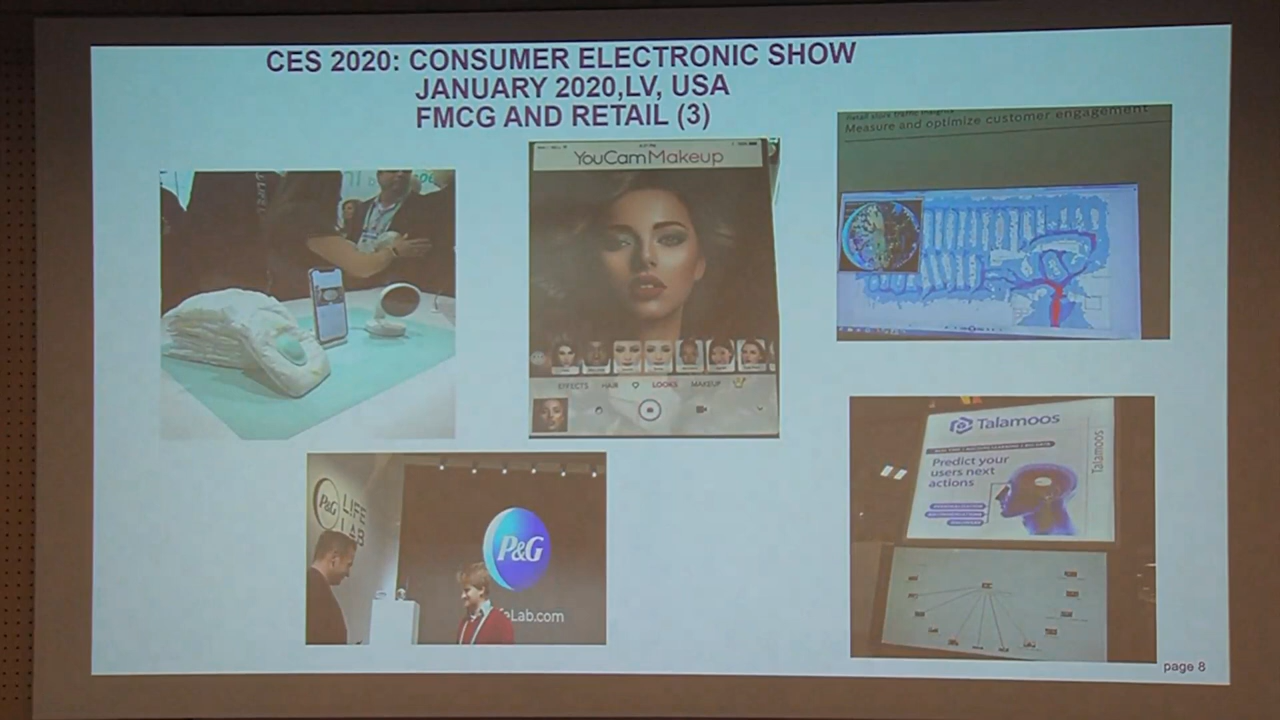 CES 2020: CONSUMER ELECTRONIC SHOW
JANUARY 2020,LV, USA
FMCG AND RETAIL (3)
Measure and optimize customer engagement
YouCamMakeup
EFFECTS HAIR LOOKS MAKEUP
Talamoos
Talamoos
Predict your
users next
actions
P&G
LIFE
LAB
P&G
eLab.com
page 8